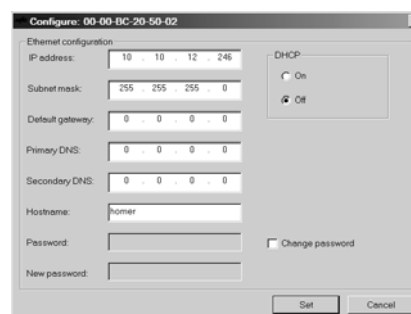 Configure: 00-00-BC-20-50-02
Ethernet configuration
IP address: 10 . 10 . 12 . 246
DHCP
On
Subnet mask: 255 . 255 . 255 . 0
Off
Default gateway: 0 . 0 . 0 . 0
Primary DNS: 0 . 0 . 0 . 0
Secondary DNS: 0 . 0 . 0 . 0
Hostname: homer
Password:
Change password
New password:
Set Cancel